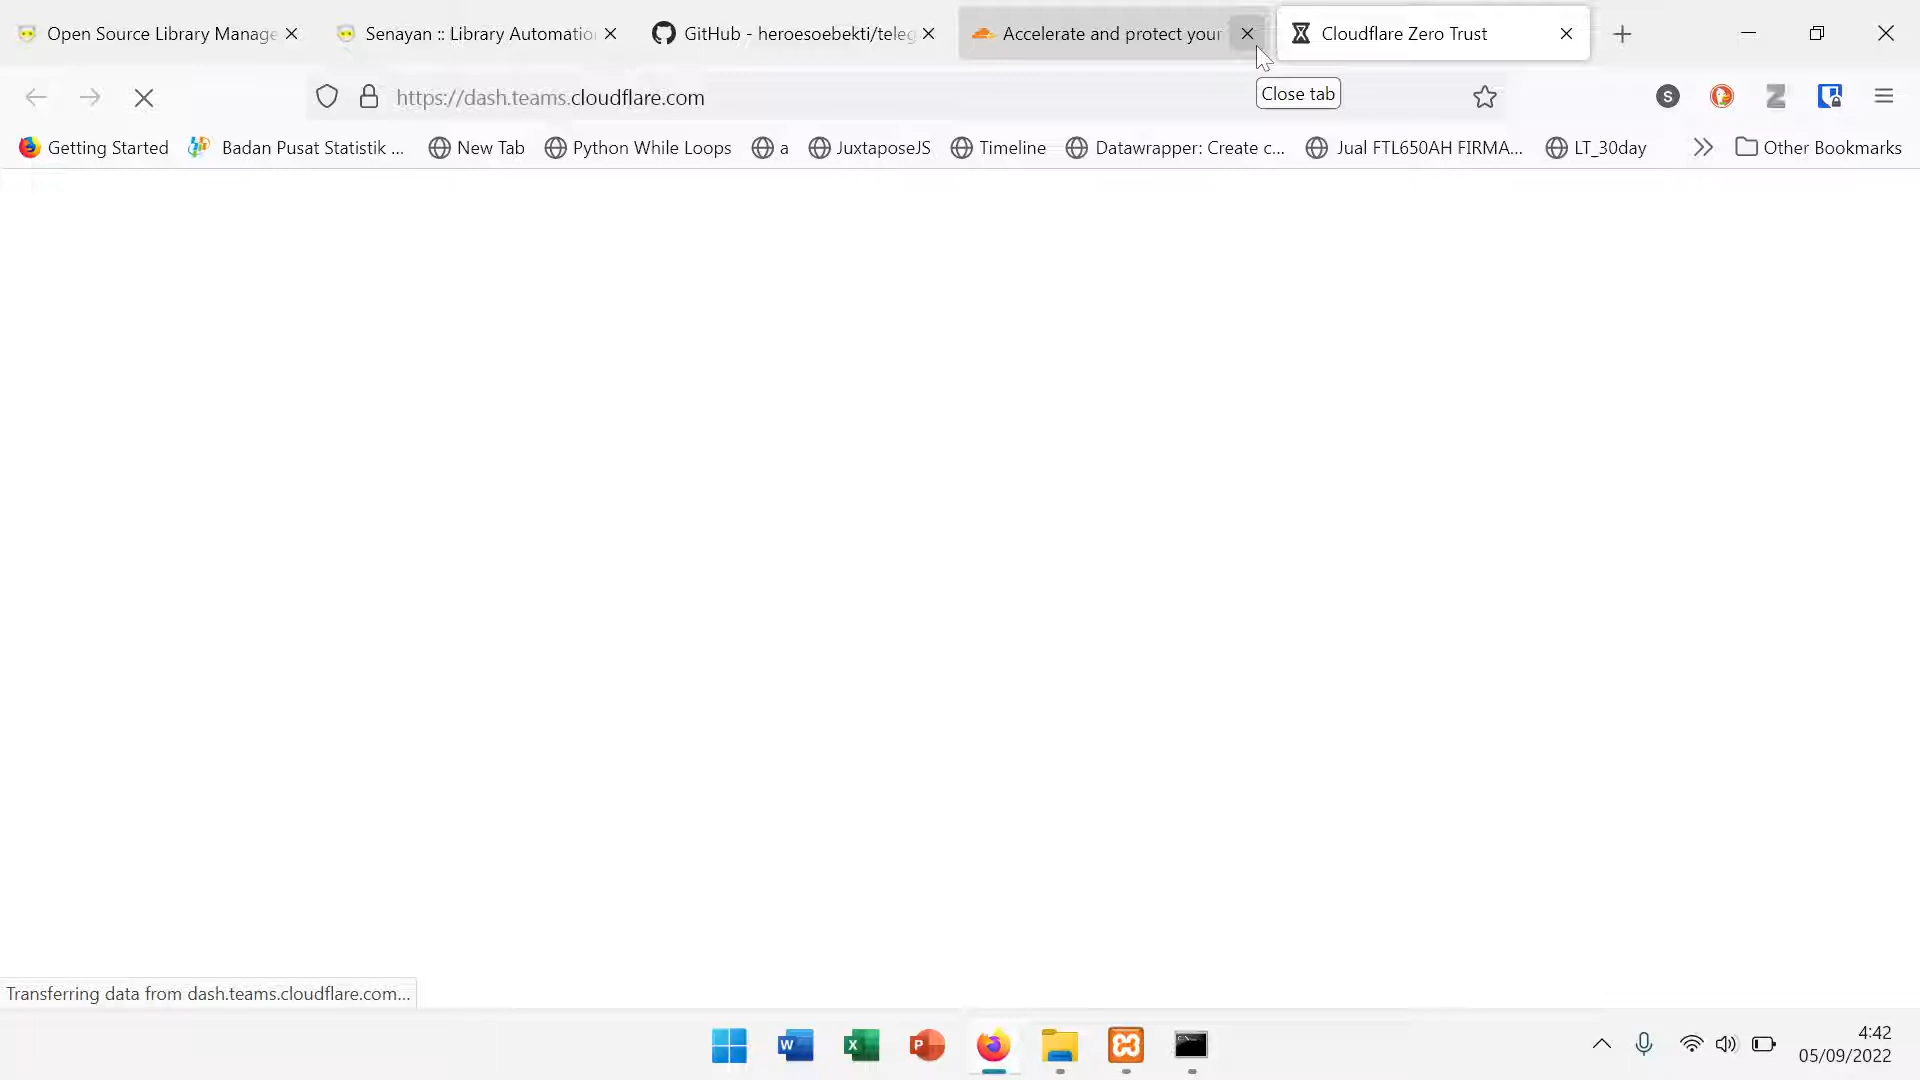 Open Source Library Manage
Senayan :: Library Automatio
GitHub - heroesoebekti/teleg
Accelerate and protect your
Cloudflare Zero Trust
https://dash.teams.cloudflare.com
Close tab
S
Getting Started
Badan Pusat Statistik ...
New Tab
Python While Loops
a
JuxtaposeJS
Timeline
Datawrapper: Create c...
Jual FTL650AH FIRMA...
LT_30day
Other Bookmarks
Transferring data from dash.teams.cloudflare.com...
4:42
05/09/2022